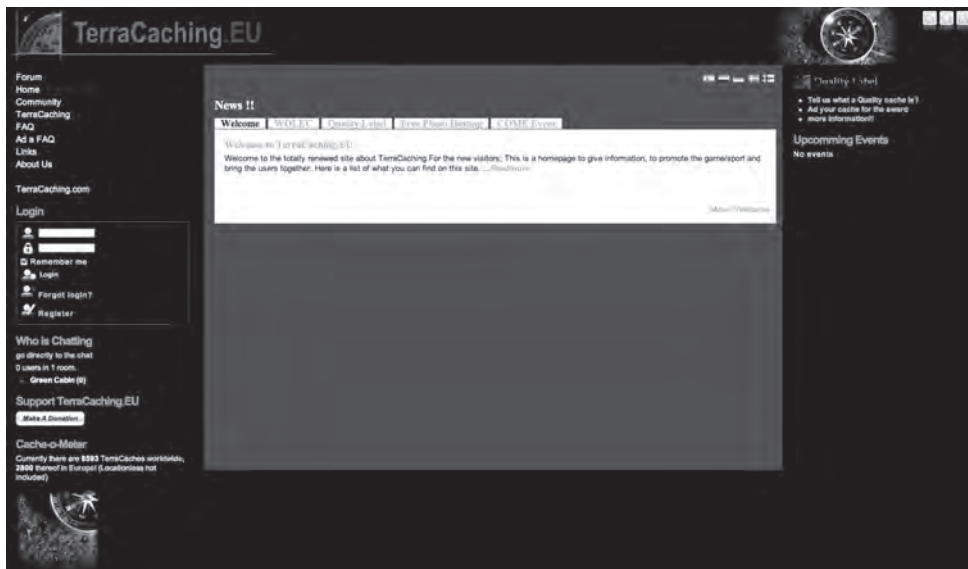 TerraCaching.EU
Forum
Home
Community
TerraCaching
FAQ
Ad a FAQ
Links
About Us
TerraCaching.com
Login
Remember me
Login
Forgot login?
Register
Who is Chatting
go directly to the chat
0 users in 1 room.
Green Cabin (0)
Support TerraCaching.EU
Make A Donation
Cache-o-Meter
Currently there are 8593 TerraCaches worldwide,
2800 thereof in Europe! (Locationless not
included)
News !!
Welcome WOLEC Quality Label Free Photo Hosting COMK Event
Welcome to TerraCaching.EU
Welcome to the totally renewed site about TerraCaching.For the new visitors; This is a homepage to give information, to promote the game/sport and
bring the users together. Here is a list of what you can find on this site.
Quality Label
Tell us what a Quality cache is!
Ad your cache for the award
more information!!
Upcomming Events
No events